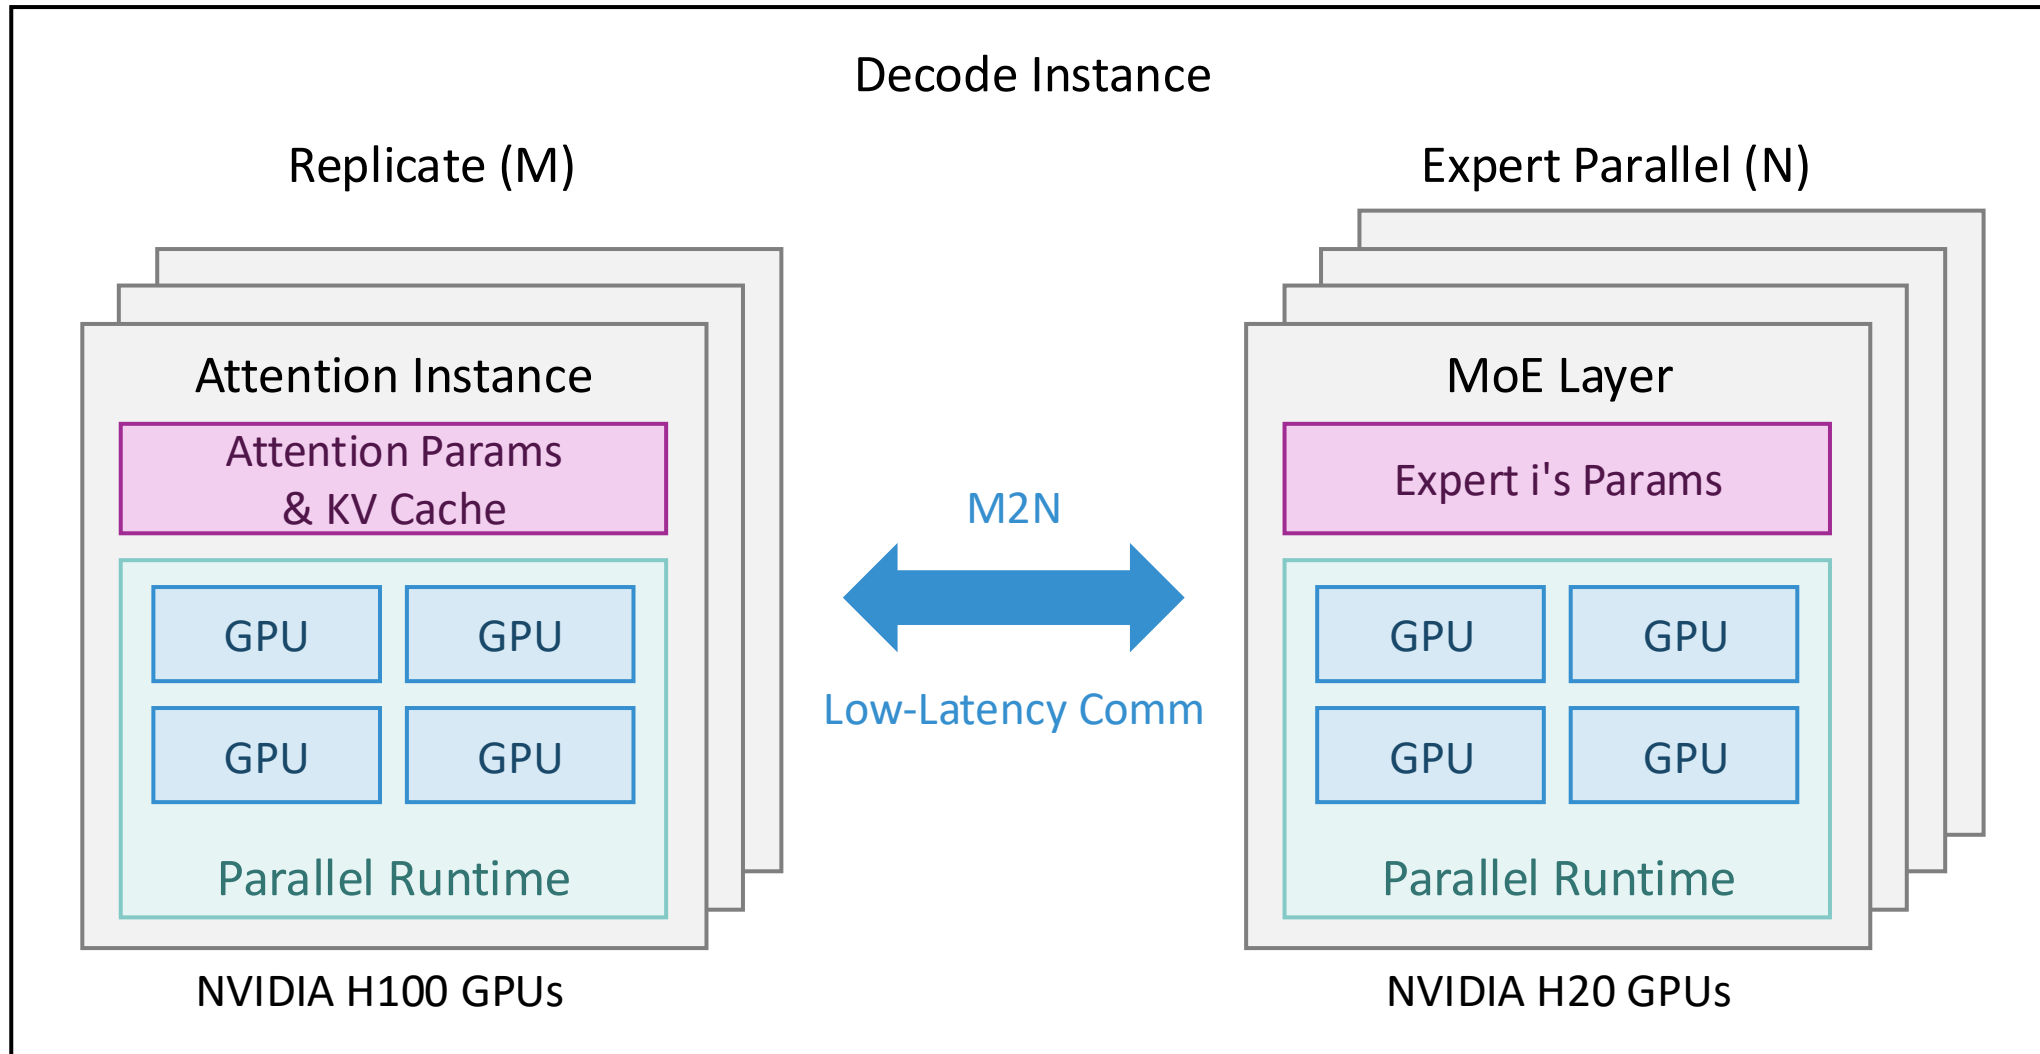 Decode Instance
Replicate (M)
Expert Parallel (N)
Attention Instance
Attention Params
& KV Cache
GPU GPU
GPU GPU
Parallel Runtime
NVIDIA H100 GPUs
M2N
Low-Latency Comm
MoE Layer
Expert i's Params
GPU GPU
GPU GPU
Parallel Runtime
NVIDIA H20 GPUs